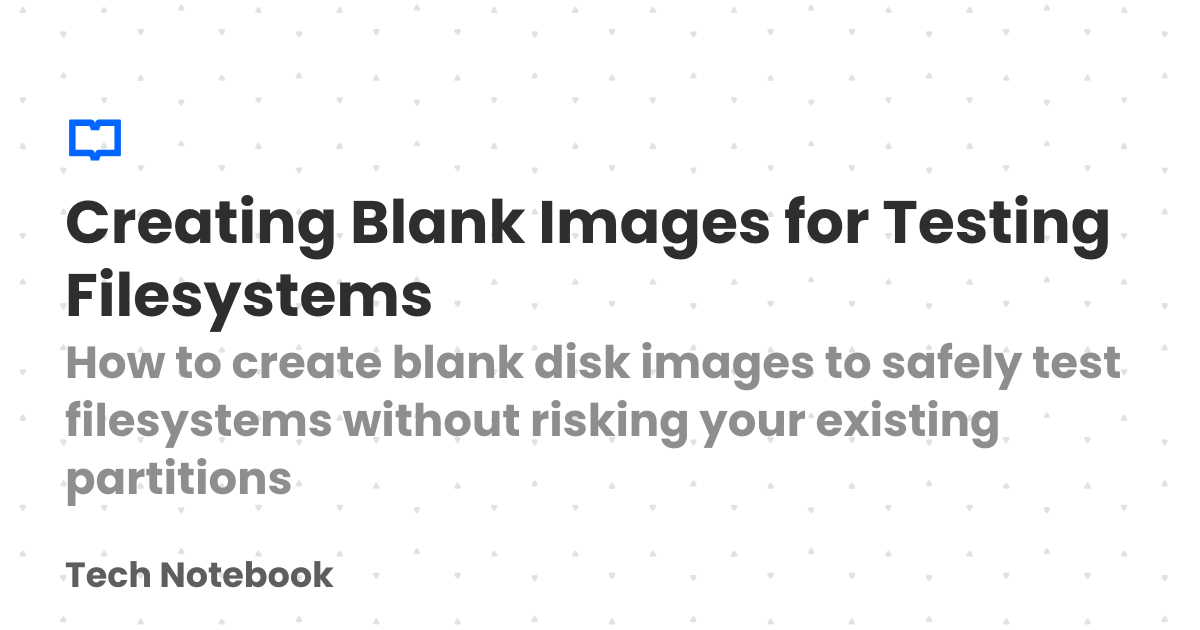 Creating Blank Images for Testing
Filesystems
How to create blank disk images to safely test
filesystems without risking your existing
partitions
Tech Notebook